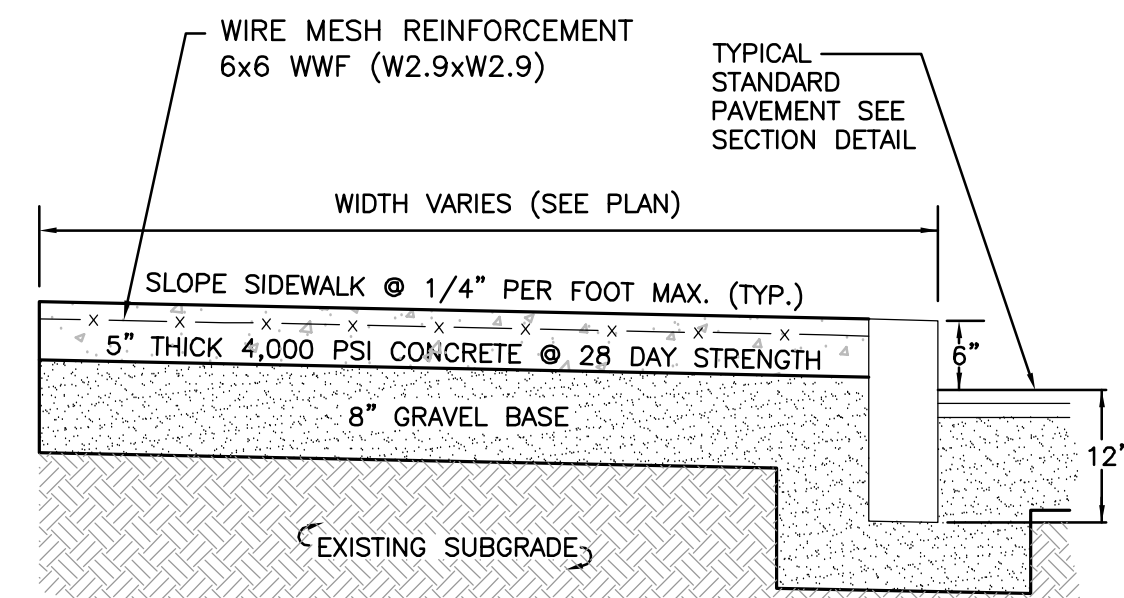 WIRE MESH REINFORCEMENT
6x6 WWF (W2.9xW2.9)
TYPICAL
STANDARD
PAVEMENT SEE
SECTION DETAIL
WIDTH VARIES (SEE PLAN)
SLOPE SIDEWALK @ 1/4" PER FOOT MAX. (TYP.)
5" THICK 4,000 PSI CONCRETE @ 28 DAY STRENGTH
6"
8" GRAVEL BASE
12'
EXISTING SUBGRADE